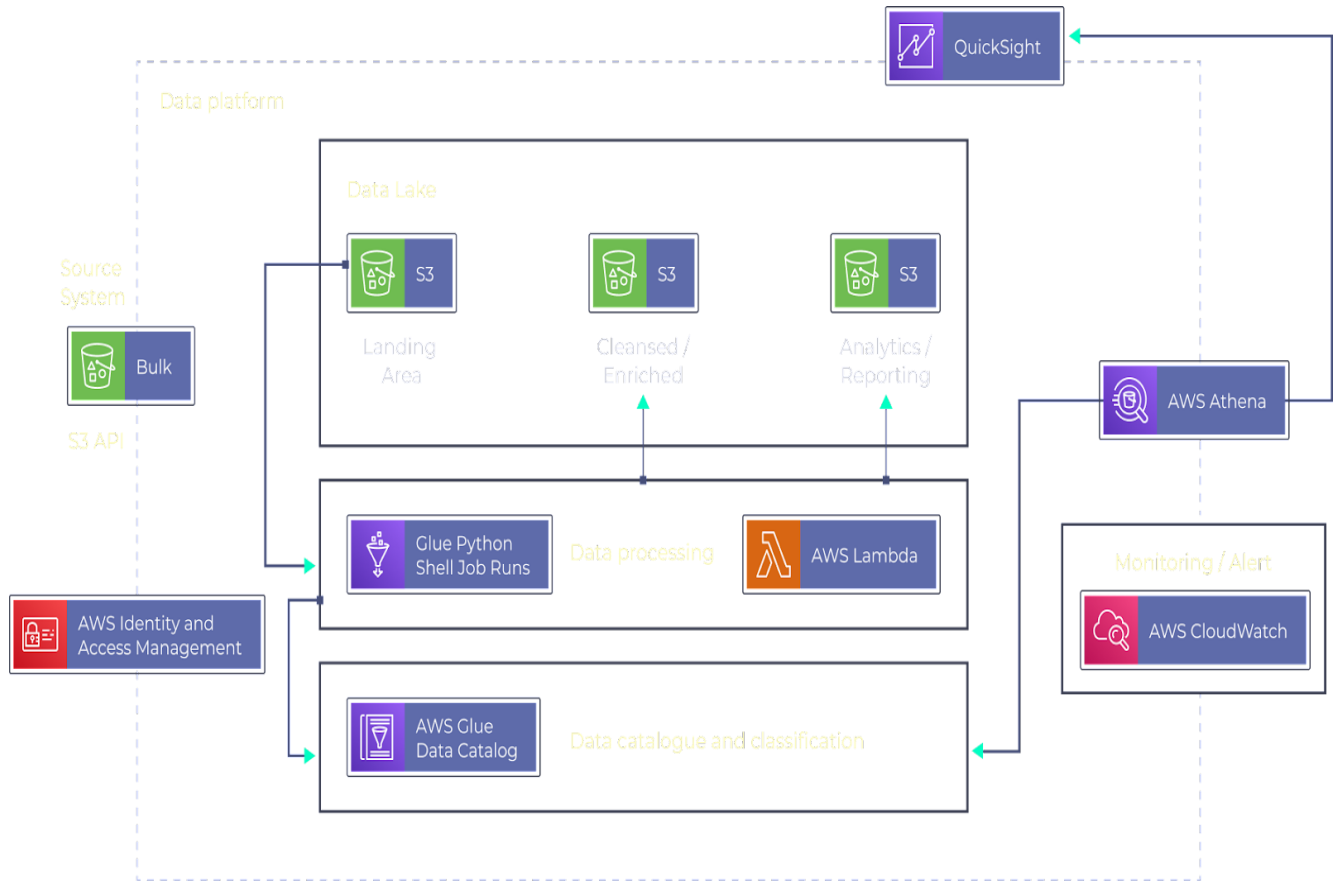 QuickSight
Data platform
Data Lake
S3
S3
S3
Landing
Area
Cleansed /
Enriched
Analytics /
Reporting
Source
System
Bulk
S3 API
AWS Athena
Glue Python
Shell Job Runs
Data processing
AWS Lambda
Monitoring / Alert
AWS CloudWatch
AWS Identity and
Access Management
AWS Glue
Data Catalog
Data catalogue and classification